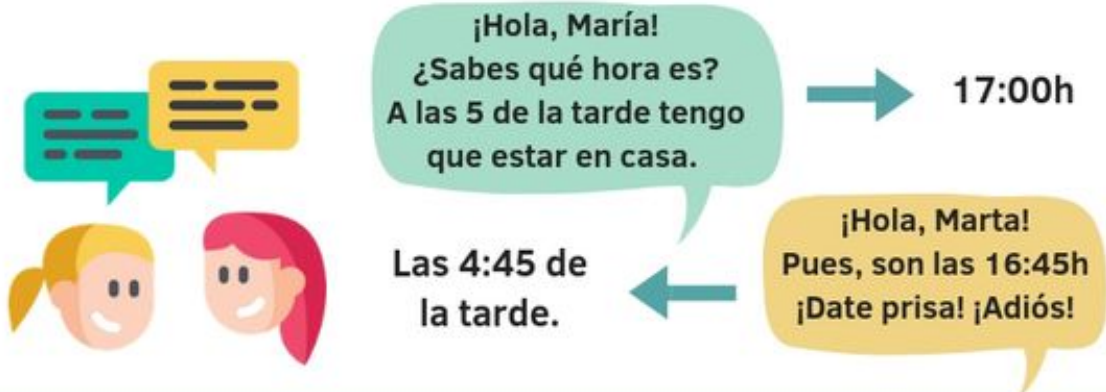 ¡Hola, María!
¿Sabes qué hora es?
A las 5 de la tarde tengo
que estar en casa.
17:00h
¡Hola, Marta!
Pues, son las 16:45h
¡Date prisa! ¡Adiós!
Las 4:45 de
la tarde.